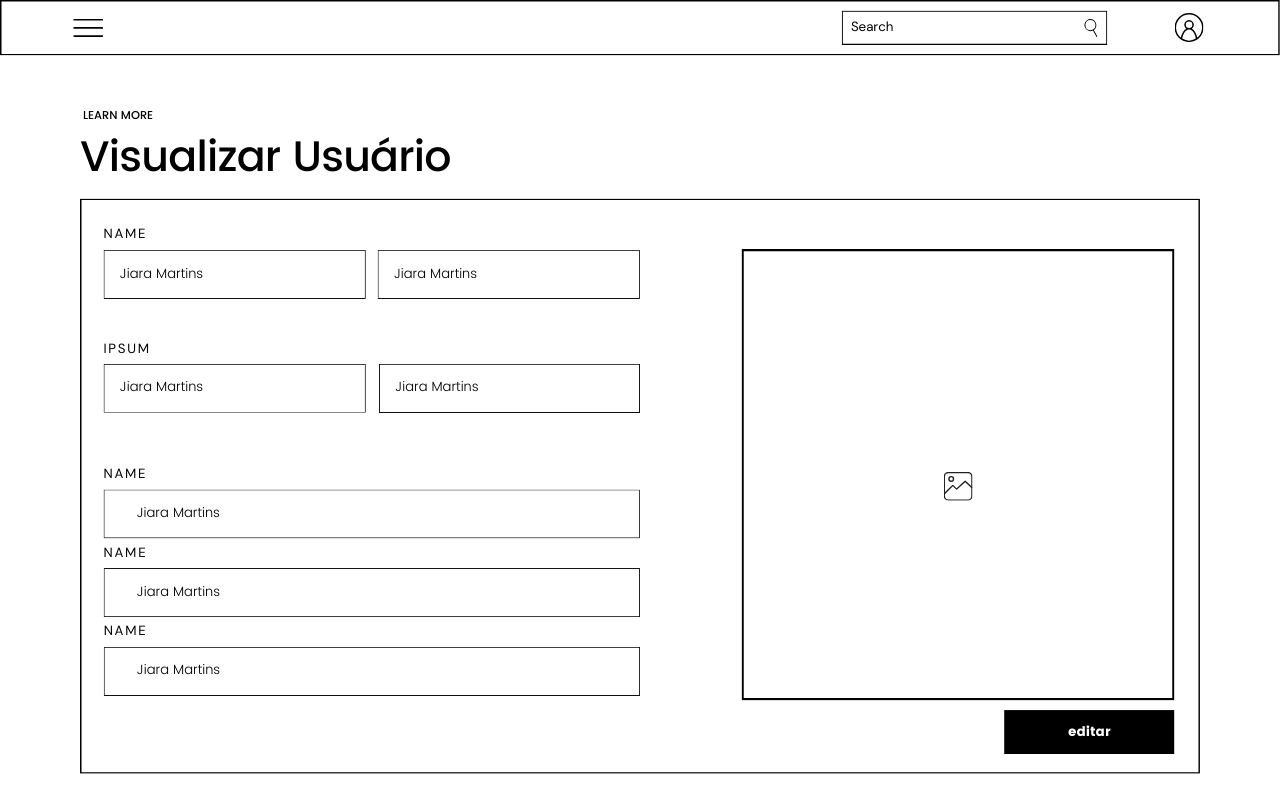 Search
LEARN MORE
Visualizar Usuário
NAME
Jiara Martins
Jiara Martins
IPSUM
Jiara Martins
Jiara Martins
NAME
Jiara Martins
NAME
Jiara Martins
NAME
Jiara Martins
editar